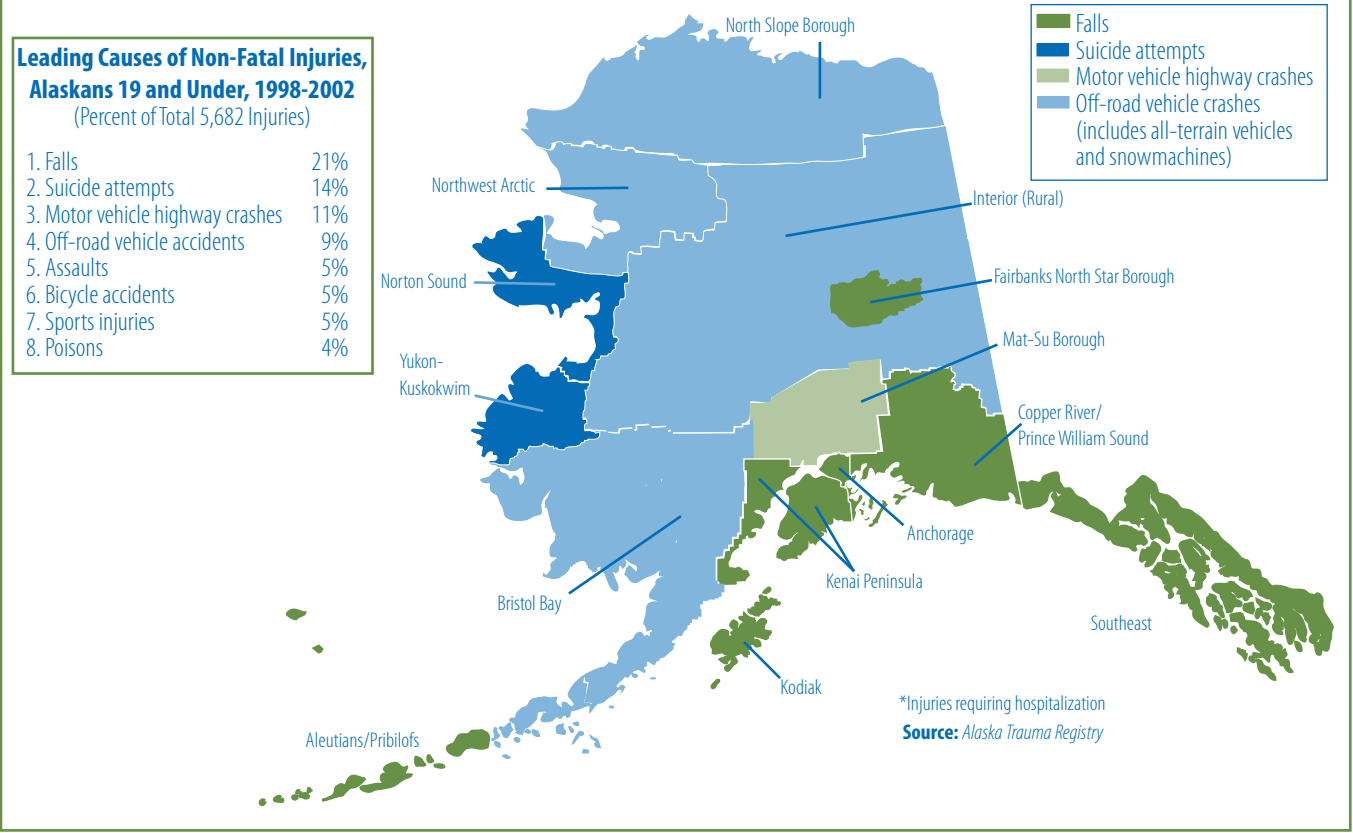 Leading Causes of Non-Fatal Injuries,
Alaskans 19 and Under, 1998-2002
(Percent of Total 5,682 Injuries)
1. Falls 21%
2. Suicide attempts 14%
3. Motor vehicle highway crashes 11%
4. Off-road vehicle accidents 9%
5. Assaults 5%
6. Bicycle accidents 5%
7. Sports injuries 5%
8. Poisons 4%
Falls
Suicide attempts
Motor vehicle highway crashes
Off-road vehicle crashes
(includes all-terrain vehicles
and snowmachines)
North Slope Borough
Northwest Arctic
Interior (Rural)
Norton Sound
Fairbanks North Star Borough
Mat-Su Borough
Yukon-
Kuskokwim
Copper River/
Prince William Sound
Anchorage
Kenai Peninsula
Bristol Bay
Southeast
Kodiak
Aleutians/Pribilofs
*Injuries requiring hospitalization
Source: Alaska Trauma Registry